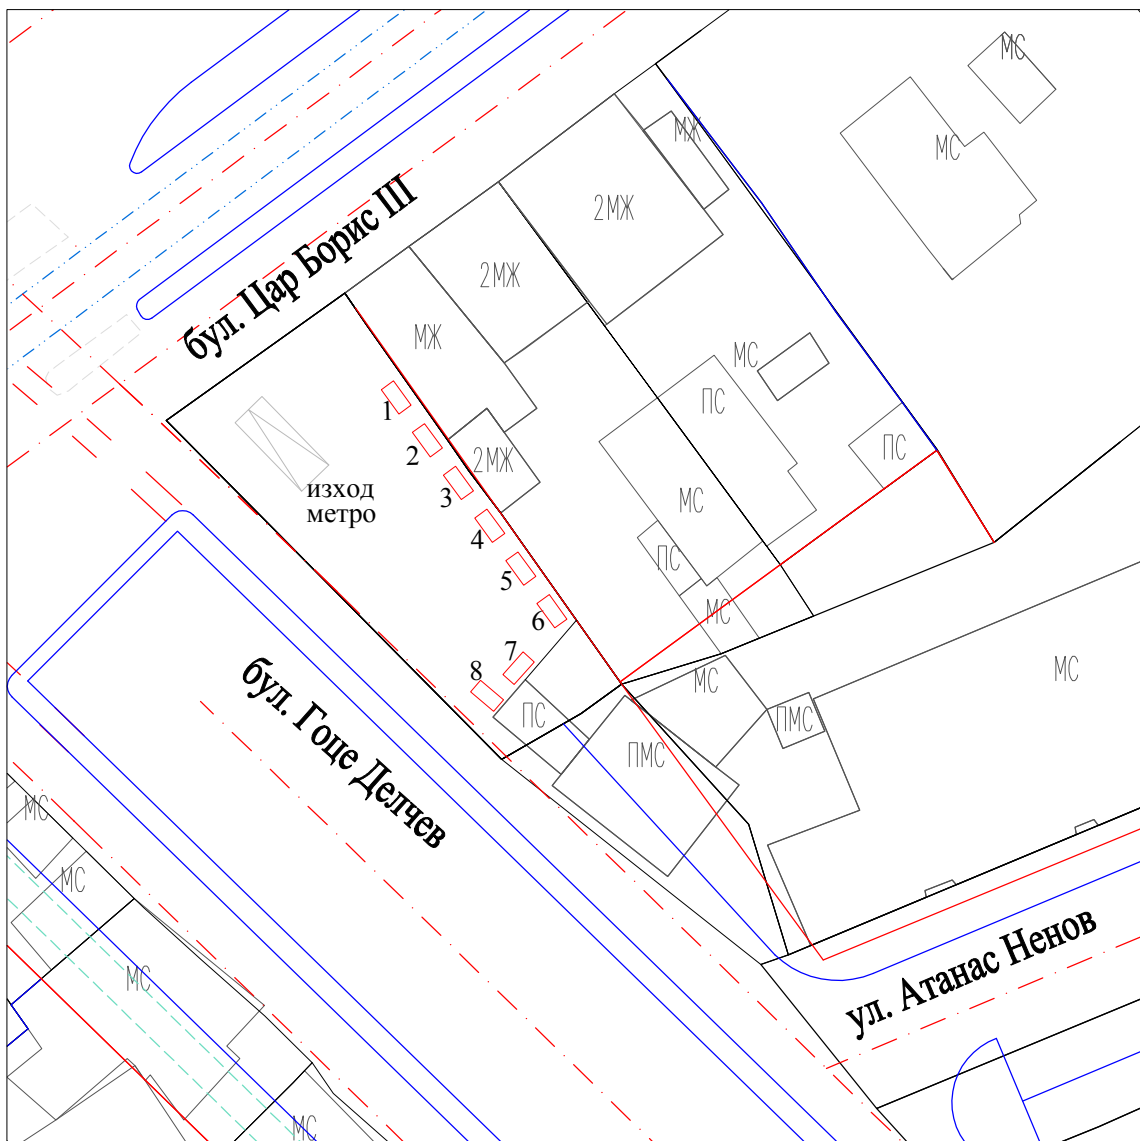 МС
МЖ
МС
2МЖ
бул. Цар Борис III
2МЖ
МЖ
МС
ПС
1
2
ПС
2МЖ
изход
метро
3
МС
4
ПС
5
6
МС
7
8
МС
МС
ПС
ПМС
ПМС
бул. Гоце Делчев
МС
МС
МС
ул. Атанас Ненов
МС